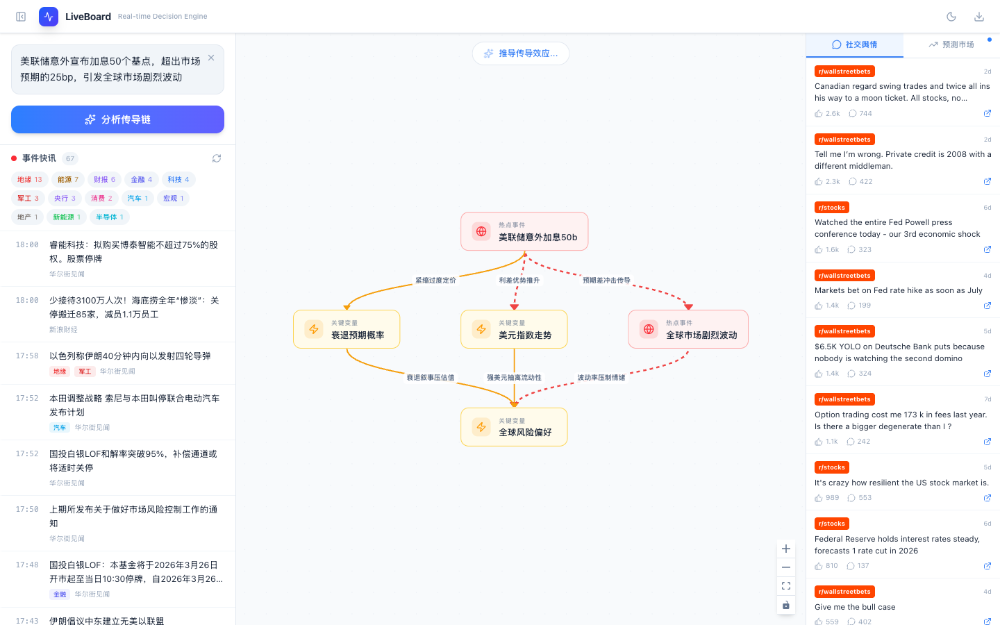 LiveBoard
Real-time Decision Engine
美联储意外宣布加息50个基点，超出市场
预期的25bp，引发全球市场剧烈波动
分析传导链
事件快讯 67
地缘 13 能源 7 财报 6 金融 4 科技 4
军工 3 央行 3 消费 2 汽车 1 宏观 1
地产 1 新能源 1 半导体 1
18:00 睿能科技：拟购买博泰智能不超过75%的股
权。股票停牌
华尔街见闻
18:00 少接待3100万人次！海底捞全年“惨淡”：关
停搬迁85家，减员1.1万员工
新浪财经
17:58 以色列称伊朗40分钟内向以发射四轮导弹
地缘 军工 华尔街见闻
17:52 本田调整战略 索尼与本田叫停联合电动汽车
发布计划
汽车 华尔街见闻
17:52 国投白银LOF和解率突破95%，补偿通道或
将适时关停
华尔街见闻
17:50 上期所发布关于做好市场风险控制工作的通
知
华尔街见闻
17:48 国投白银LOF：本基金将于2026年3月26日
开市起至当日10:30停牌，自2026年3月26...
金融 华尔街见闻
17:43 伊朗倡议中东建立无美以联盟
推导传导效应...
热点事件
美联储意外加息50b
紧缩过度定价
利差优势推升
预期差冲击传导
关键变量
衰退预期概率
关键变量
美元指数走势
热点事件
全球市场剧烈波动
衰退叙事压估值
强美元抽离流动性
波动率压制情绪
关键变量
全球风险偏好
社交舆情
预测市场
r/wallstreetbets 2d
Canadian regard swing trades and twice all ins
his way to a moon ticket. All stocks, no...
2.6k 744
r/wallstreetbets 2d
Tell me I'm wrong. Private credit is 2008 with a
different middleman.
2.3k 422
r/stocks 6d
Watched the entire Fed Powell press
conference today - our 3rd economic shock
1.6k 323
r/wallstreetbets 4d
Markets bet on Fed rate hike as soon as July
1.4k 199
r/wallstreetbets 5d
$6.5K YOLO on Deutsche Bank puts because
nobody is watching the second domino
1.4k 324
r/wallstreetbets 7d
Option trading cost me 173 k in fees last year.
Is there a bigger degenerate than I ?
1.1k 242
r/stocks 5d
It's crazy how resilient the US stock market is.
989 553
r/stocks 6d
Federal Reserve holds interest rates steady,
forecasts 1 rate cut in 2026
810 137
r/wallstreetbets 4d
Give me the bull case
559 402